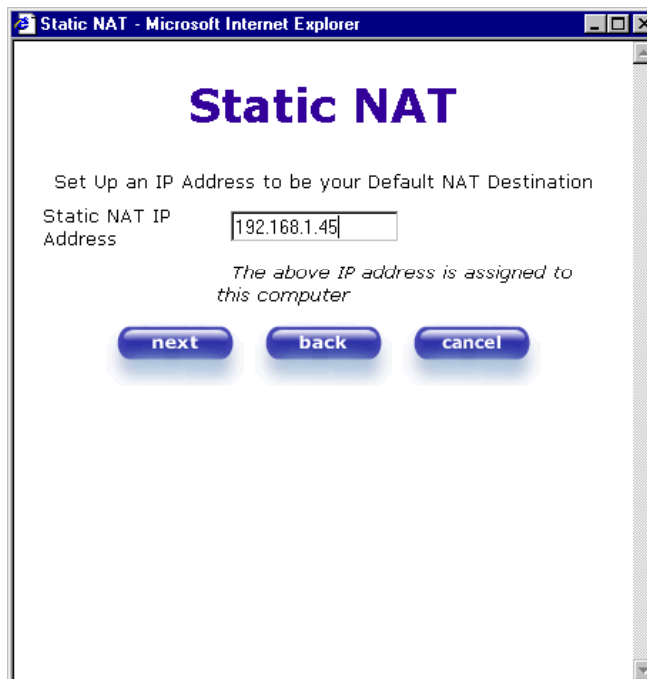 Static NAT - Microsoft Internet Explorer
Static NAT
Set Up an IP Address to be your Default NAT Destination
Static NAT IP
Address
192.168.1.45
The above IP address is assigned to
this computer
next back cancel